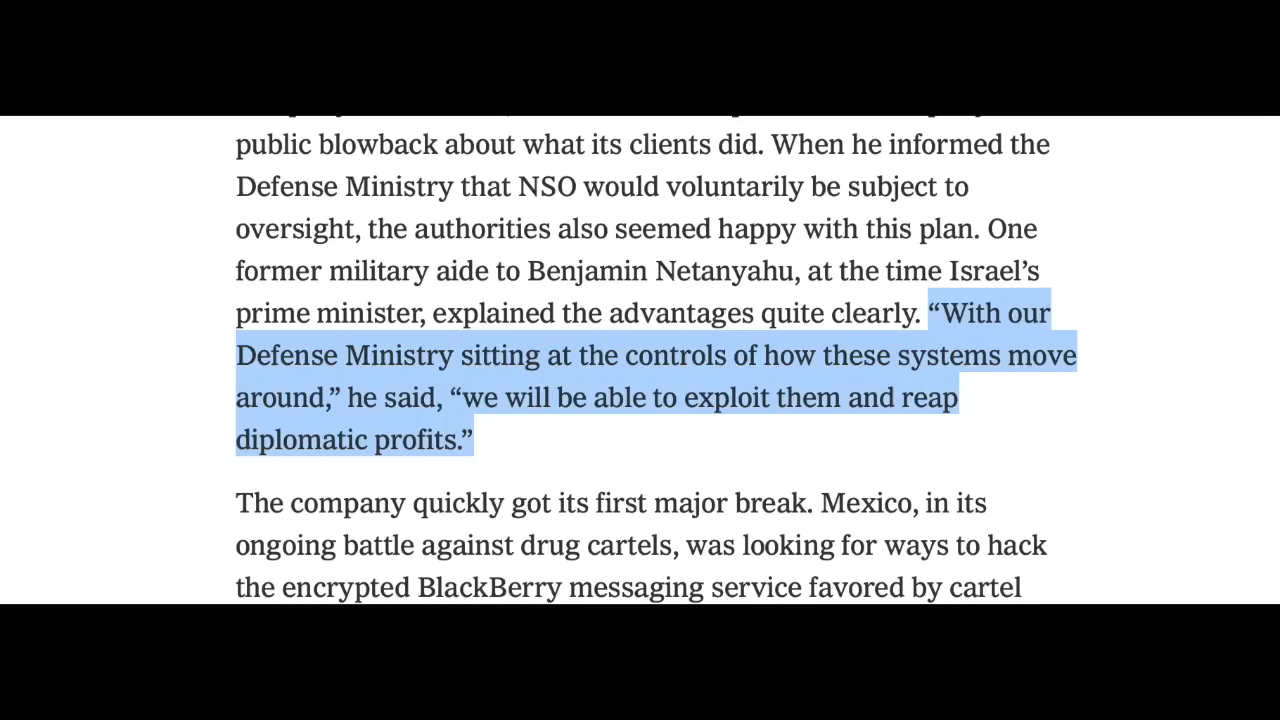 public blowback about what its clients did. When he informed the
Defense Ministry that NSO would voluntarily be subject to
oversight, the authorities also seemed happy with this plan. One
former military aide to Benjamin Netanyahu, at the time Israel’s
prime minister, explained the advantages quite clearly. “With our
Defense Ministry sitting at the controls of how these systems move
around,” he said, “we will be able to exploit them and reap
diplomatic profits.”
The company quickly got its first major break. Mexico, in its
ongoing battle against drug cartels, was looking for ways to hack
the encrypted BlackBerry messaging service favored by cartel